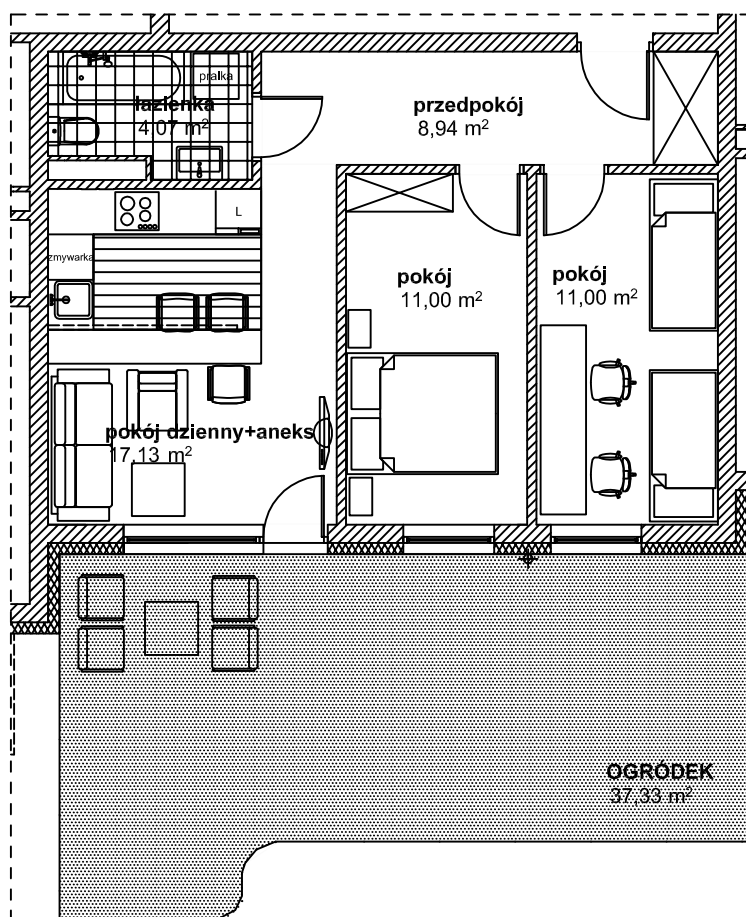 pralka
łazienka
4,07 m²
przedpokój
8,94 m²
L
zmywarka
pokój
11,00 m²
pokój
11,00 m²
pokój dzienny+aneks
17,13 m²
OGRÓDEK
37,33 m²